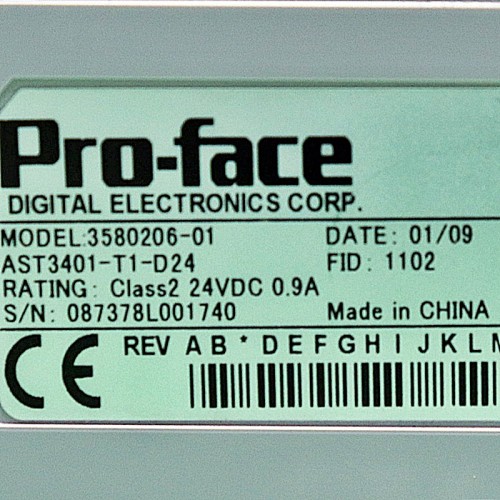 Pro-face
DIGITAL ELECTRONICS CORP.
MODEL:3580206-01 DATE: 01/09
AST3401-T1-D24 FID: 1102
RATING: Class2 24VDC 0.9A
S/N: 087378L001740 Made in CHINA
CE REV A B * D E F G H I J K L M